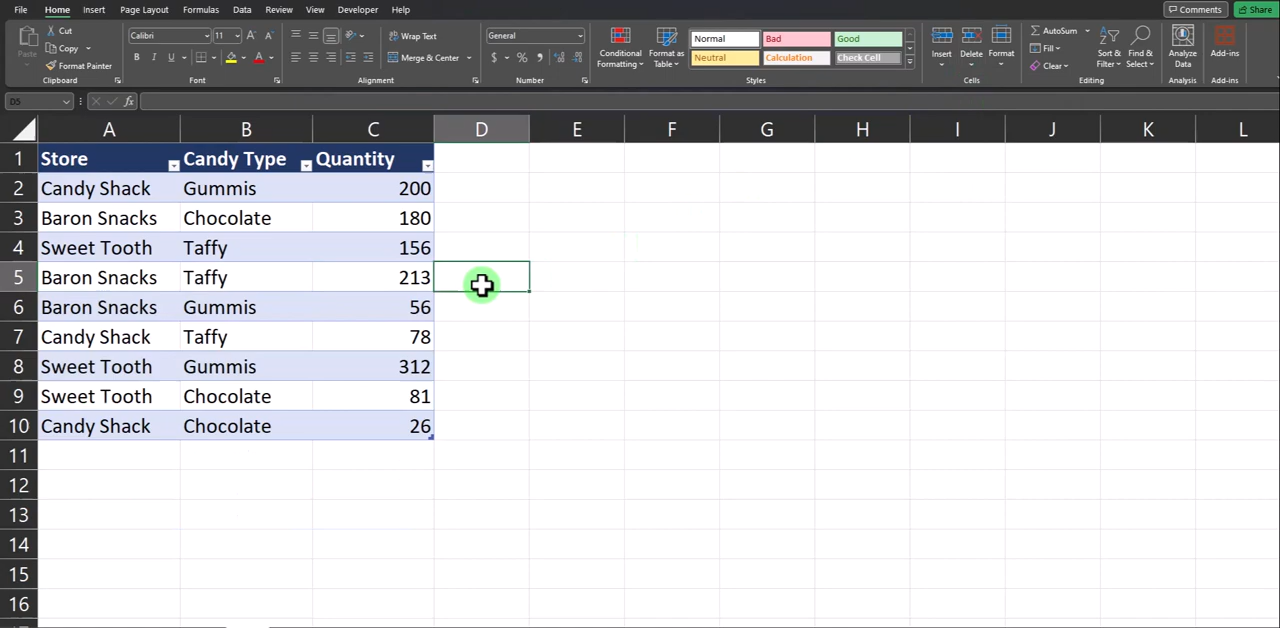 File Home Insert Page Layout Formulas Data Review View Developer Help Comments Share
Paste Cut Copy Format Painter Clipboard
Calibri 11 A A B I U A Font
Wrap Text Merge & Center Alignment
General $ % , Number
Conditional Formatting Format as Table Normal Bad Good Neutral Calculation Check Cell Styles
Insert Delete Format Cells
AutoSum Fill Clear Sort & Filter Find & Select Editing
Analyze Data Analysis Add-ins Add-ins
D5 fx
A B C D E F G H I J K L
1 Store Candy Type Quantity
2 Candy Shack Gummis 200
3 Baron Snacks Chocolate 180
4 Sweet Tooth Taffy 156
5 Baron Snacks Taffy 213
6 Baron Snacks Gummis 56
7 Candy Shack Taffy 78
8 Sweet Tooth Gummis 312
9 Sweet Tooth Chocolate 81
10 Candy Shack Chocolate 26
11
12
13
14
15
16